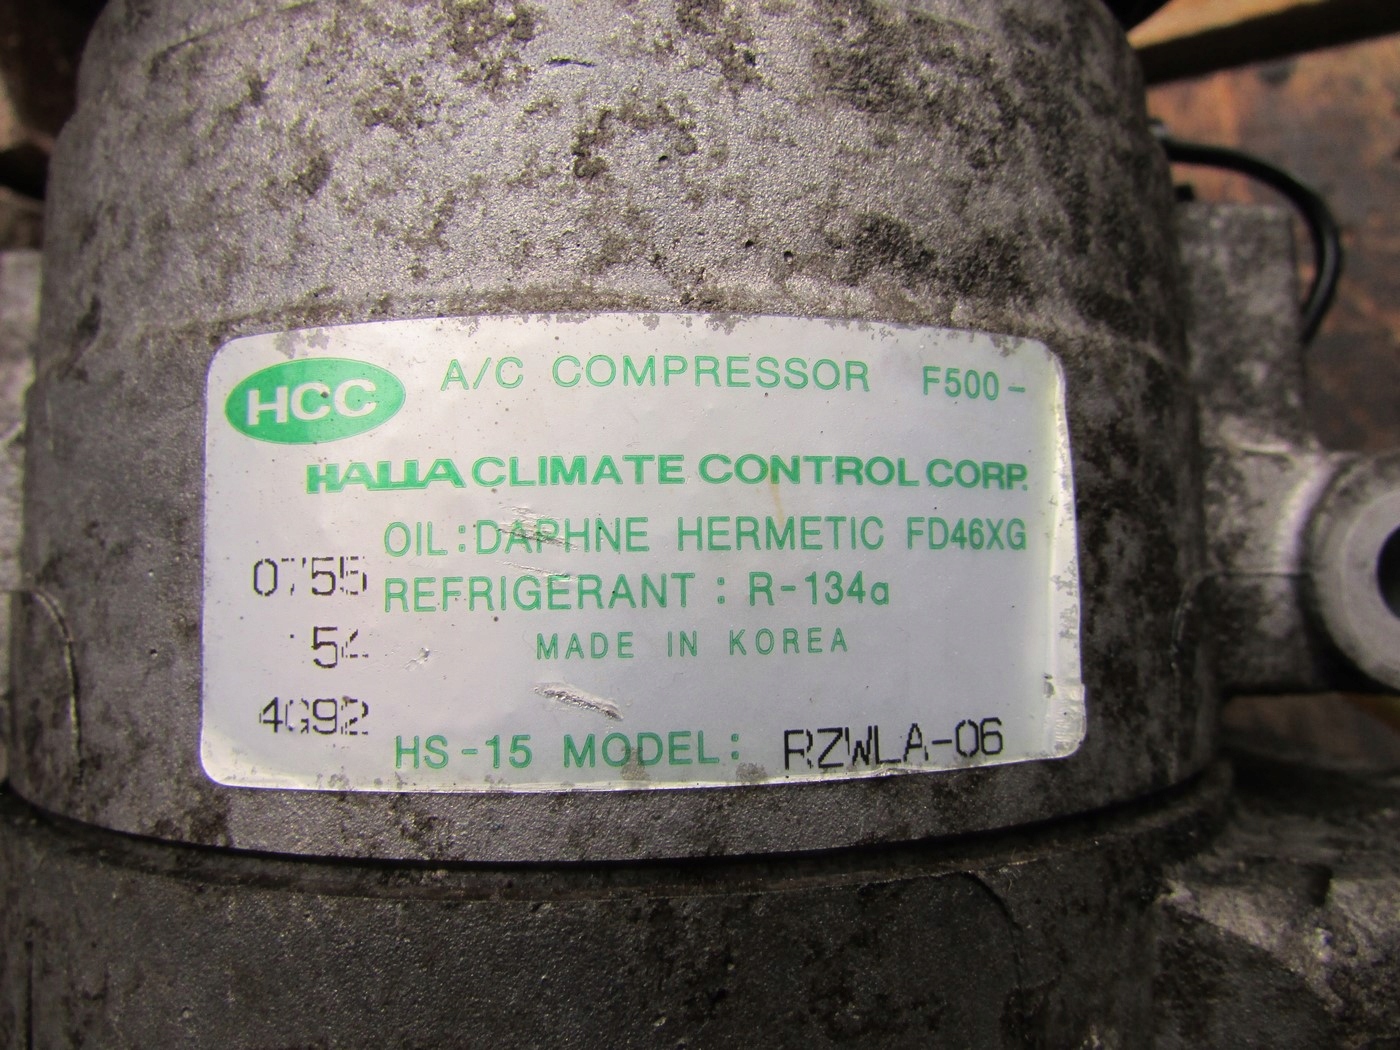 HCC A/C COMPRESSOR F500-
HALLA CLIMATE CONTROL CORP.
OIL:DAPHNE HERMETIC FD46XG
0755 REFRIGERANT : R-134a
MADE IN KOREA
4G92
HS-15 MODEL: RZWLA-06